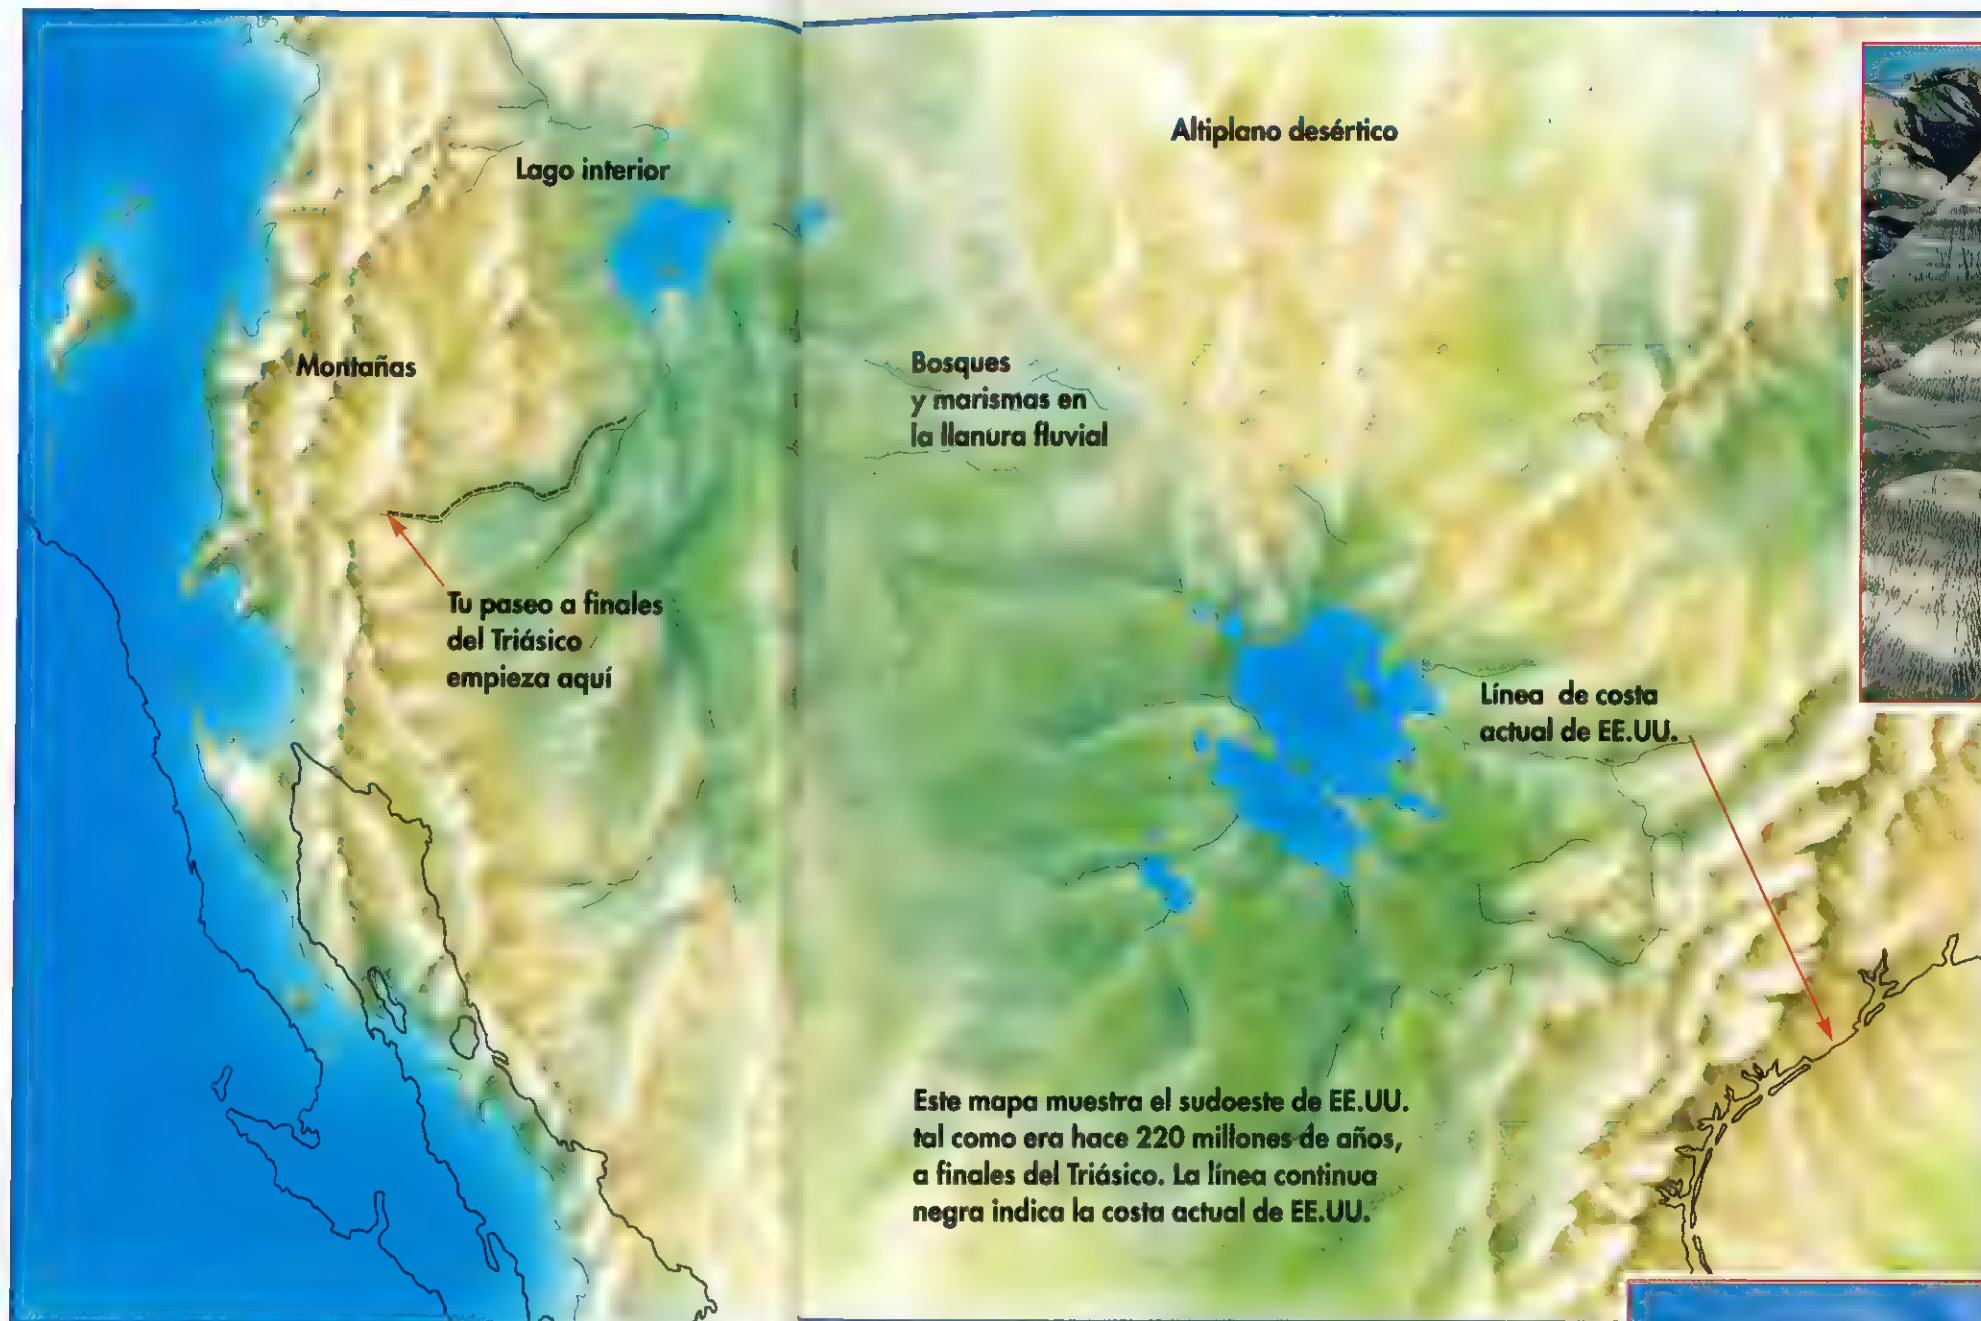 Altiplano desértico
Lago interior
Montañas
Bosques
y marismas en
la llanura fluvial
Tu paseo a finales
del Triásico
empieza aquí
Línea de costa
actual de EE.UU.
Este mapa muestra el sudoeste de EE.UU.
tal como era hace 220 millones de años,
a finales del Triásico. La línea continua
negra indica la costa actual de EE.UU.